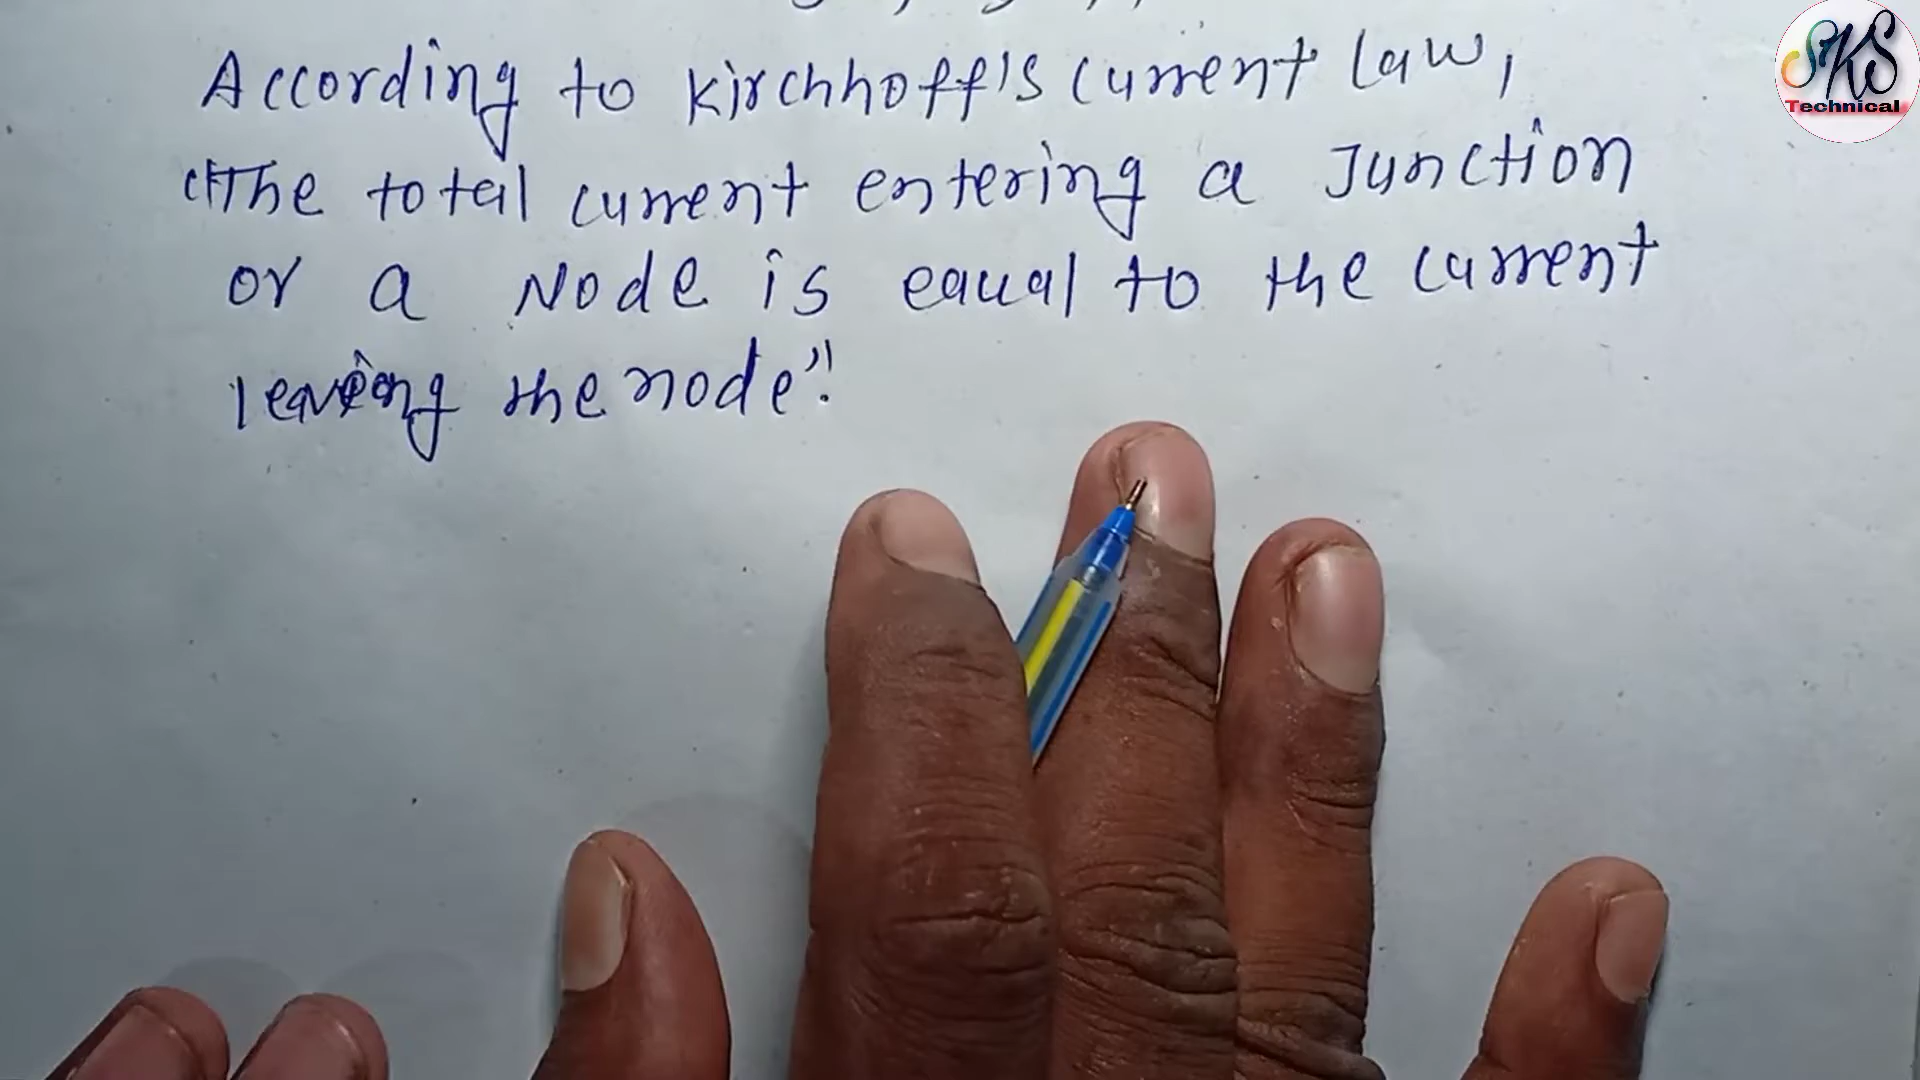 According to Kirchhoff's Current Law,
"The total current entering a Junction
or a Node is equal to the current
leaving the node".
SKS
Technical